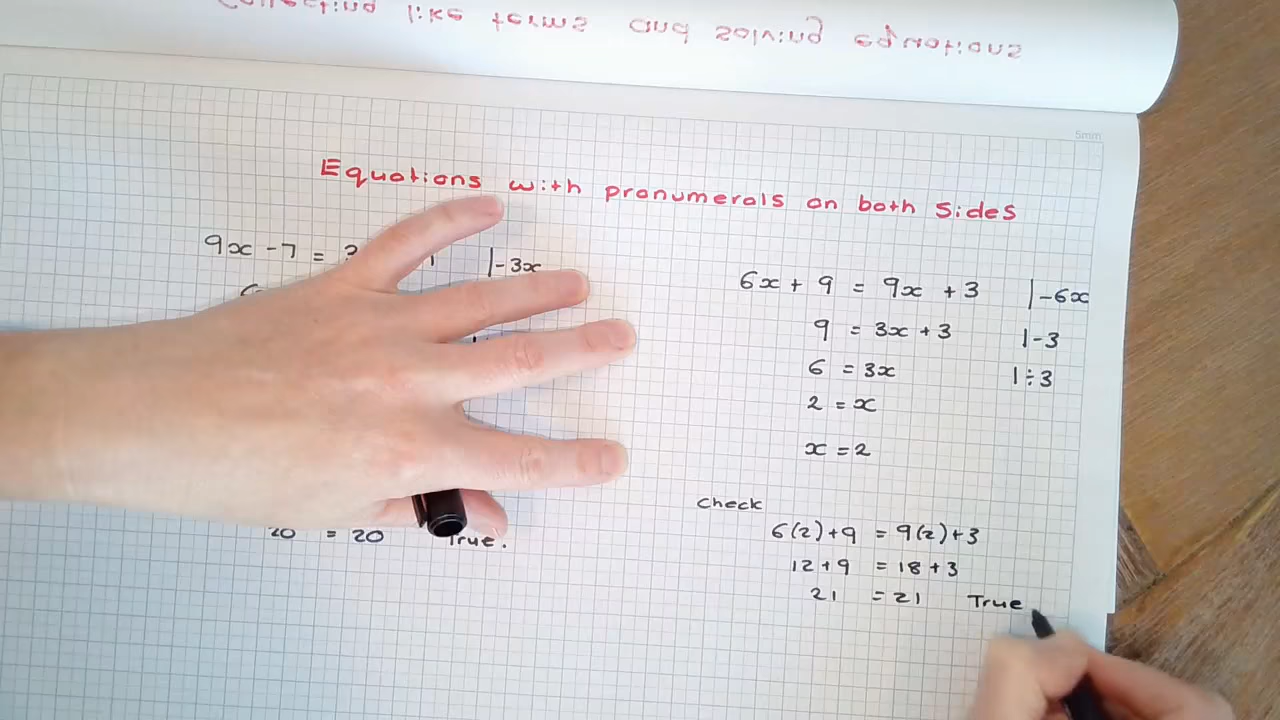 Collecting like terms and solving equations
5mm
Equations with pronumerals on both sides
9x - 7 =
|-3x
20 = 20 True.
6x + 9 = 9x + 3 |-6x
9 = 3x + 3 |-3
6 = 3x |÷3
2 = x
x = 2
Check
6(2)+9 = 9(2)+3
12+9 = 18+3
21 = 21 True